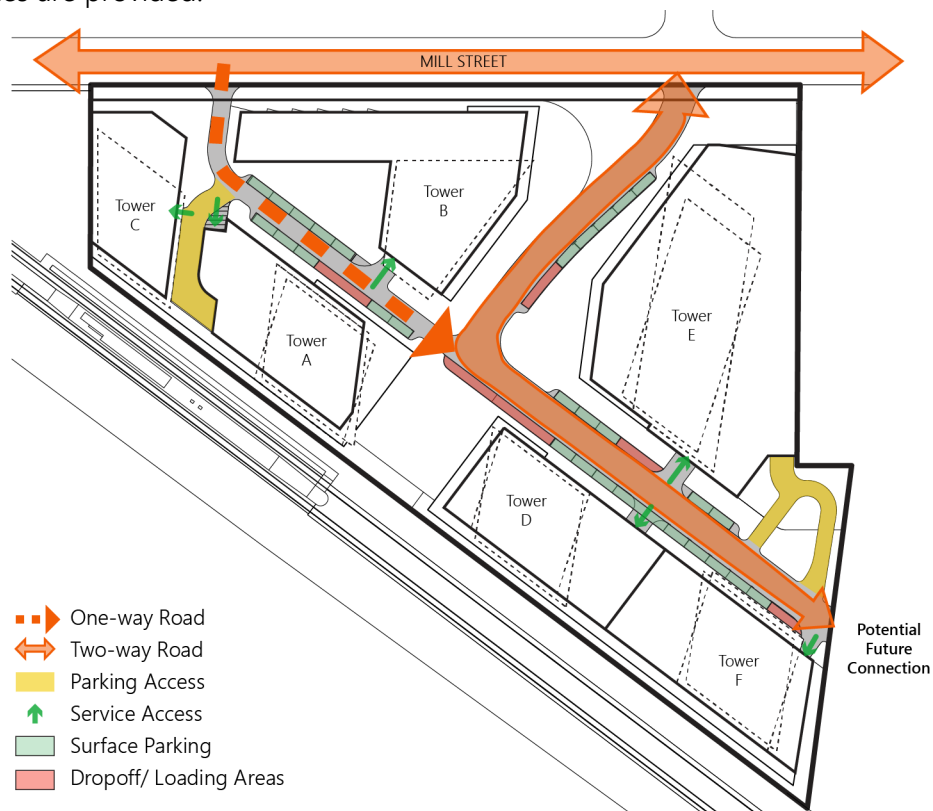 MILL STREET
Tower
C
Tower
B
Tower
A
Tower
E
Tower
D
Tower
F
Potential
Future
Connection
One-way Road
Two-way Road
Parking Access
Service Access
Surface Parking
Dropoff/ Loading Areas